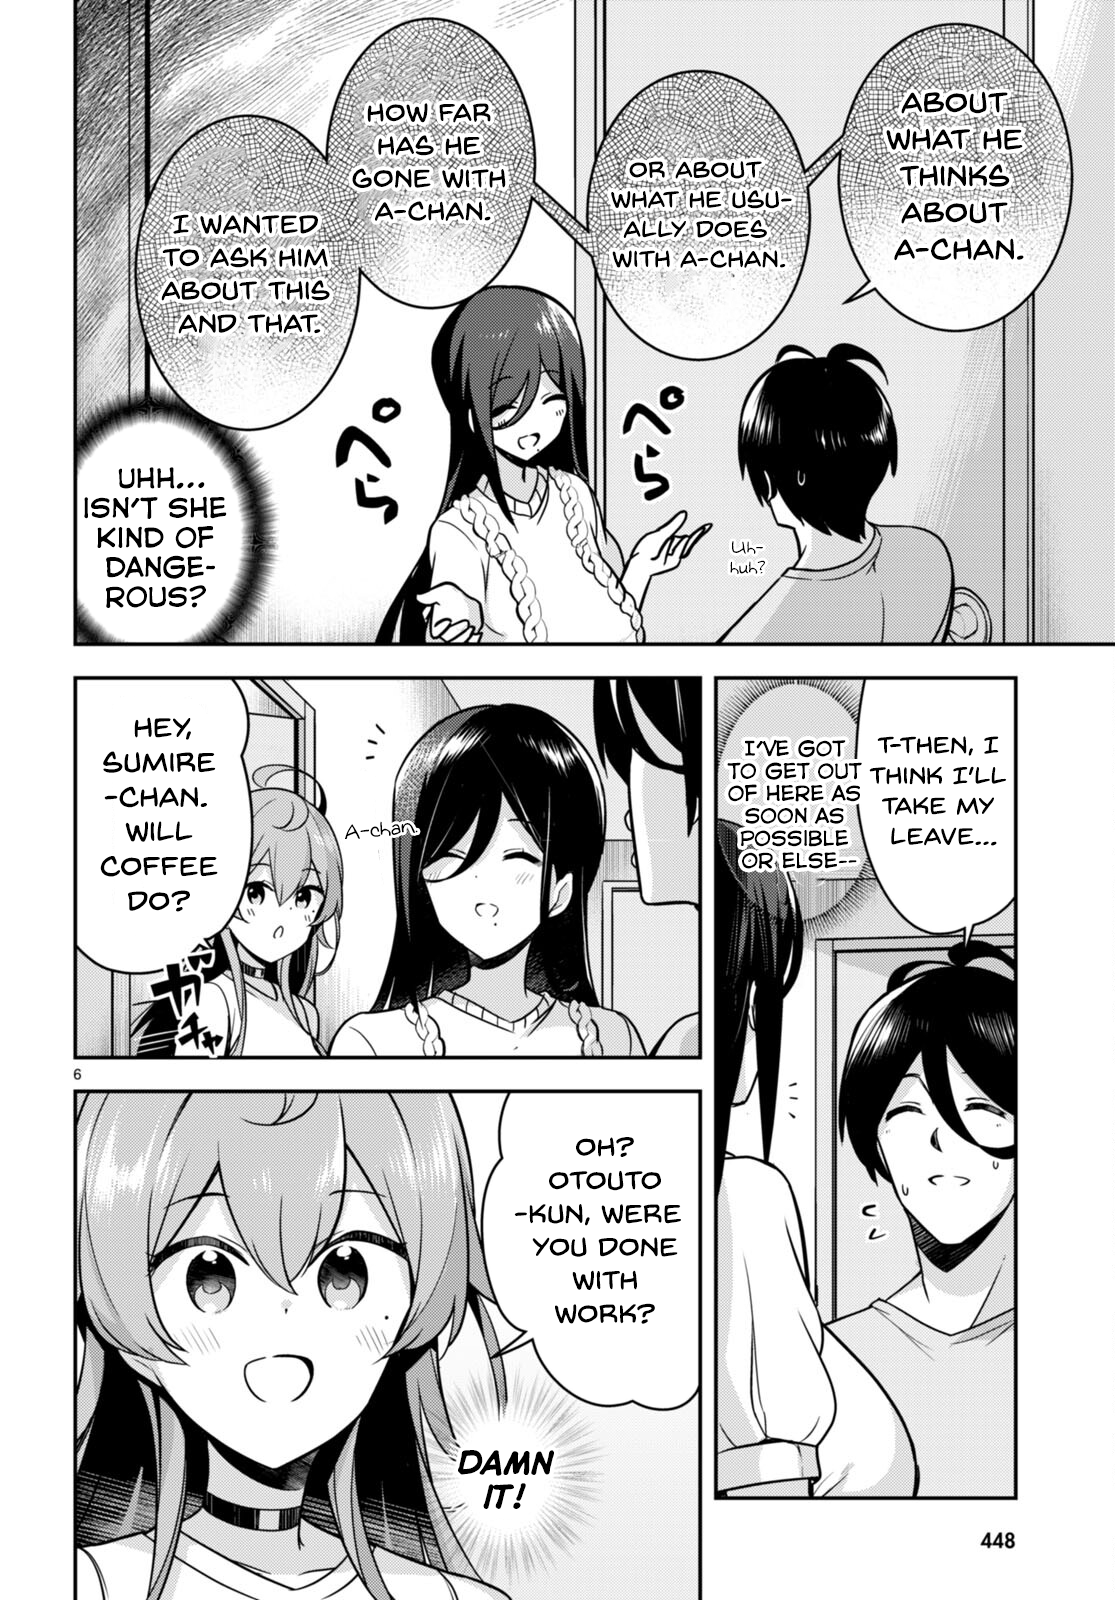 ABOUT
WHAT HE
THINKS
ABOUT
A-CHAN.
OR ABOUT
WHAT HE USU-
ALLY DOES
WITH A-CHAN.
HOW FAR
HAS HE
GONE WITH
A-CHAN.
I WANTED
TO ASK HIM
ABOUT THIS
AND THAT.
ぺら
ぺら
Uh-
huh?
UHH...
ISN'T SHE
KIND OF
DANGE-
ROUS?
T-THEN, I
THINK I'LL
TAKE MY
LEAVE...
I'VE GOT
TO GET OUT
OF HERE AS
SOON AS
POSSIBLE
OR ELSE--
A-chan.
HEY,
SUMIRE
-CHAN.
WILL
COFFEE
DO?
ガチャ
6
OH?
OTOUTO
-KUN, WERE
YOU DONE
WITH
WORK?
DAMN
IT!
448